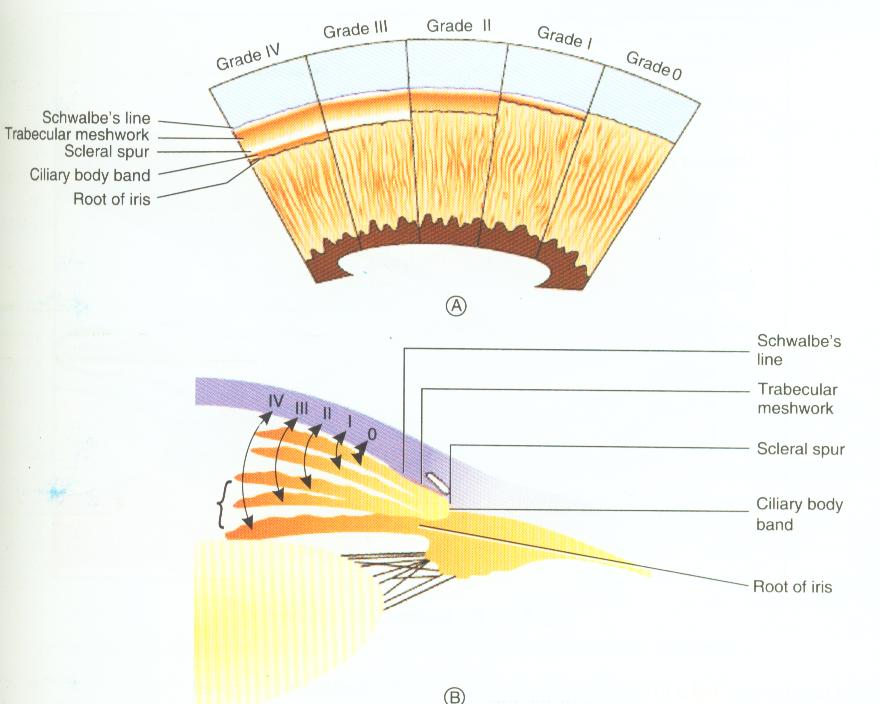 Grade IV
Grade III
Grade II
Grade I
Grade 0
Schwalbe's line
Trabecular meshwork
Scleral spur
Ciliary body band
Root of iris
A
Schwalbe's
line
Trabecular
meshwork
Scleral spur
Ciliary body
band
Root of iris
IV
III
II
I
0
B